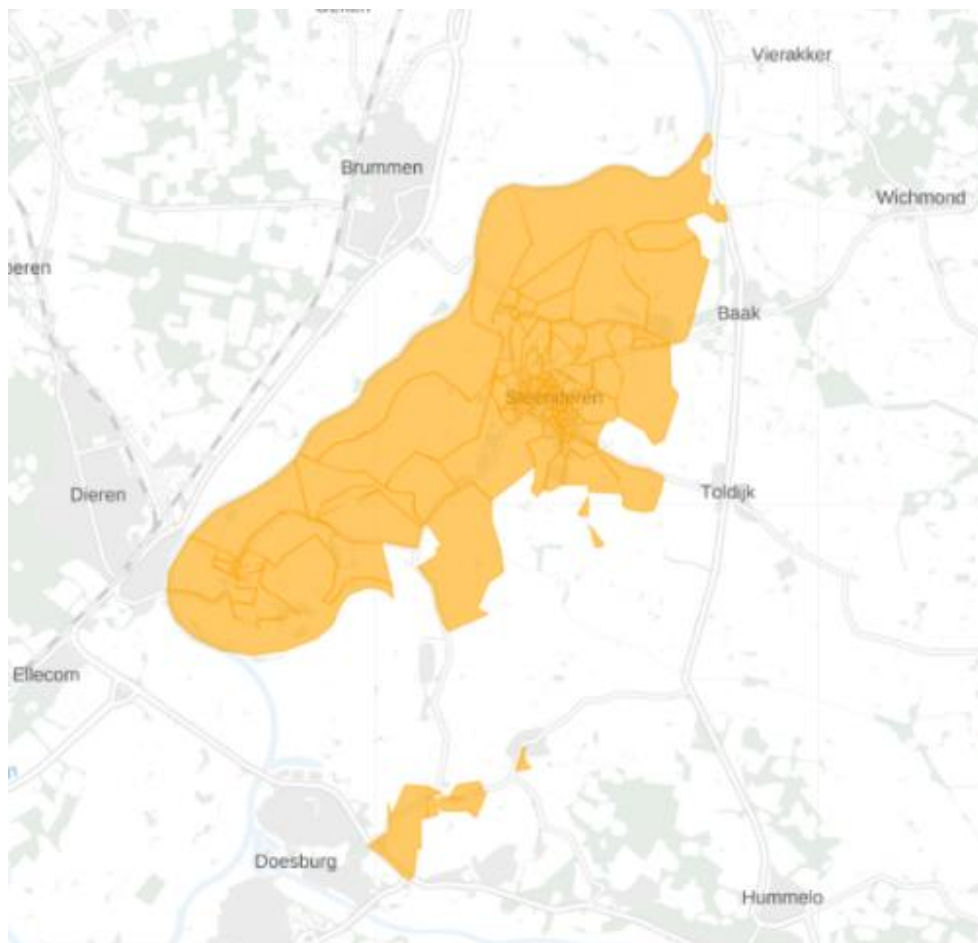 Vierakker
Brummen
Wichmond
Baak
Steenderen
Dieren
Toldijk
Ellecom
Doesburg
Hummelo